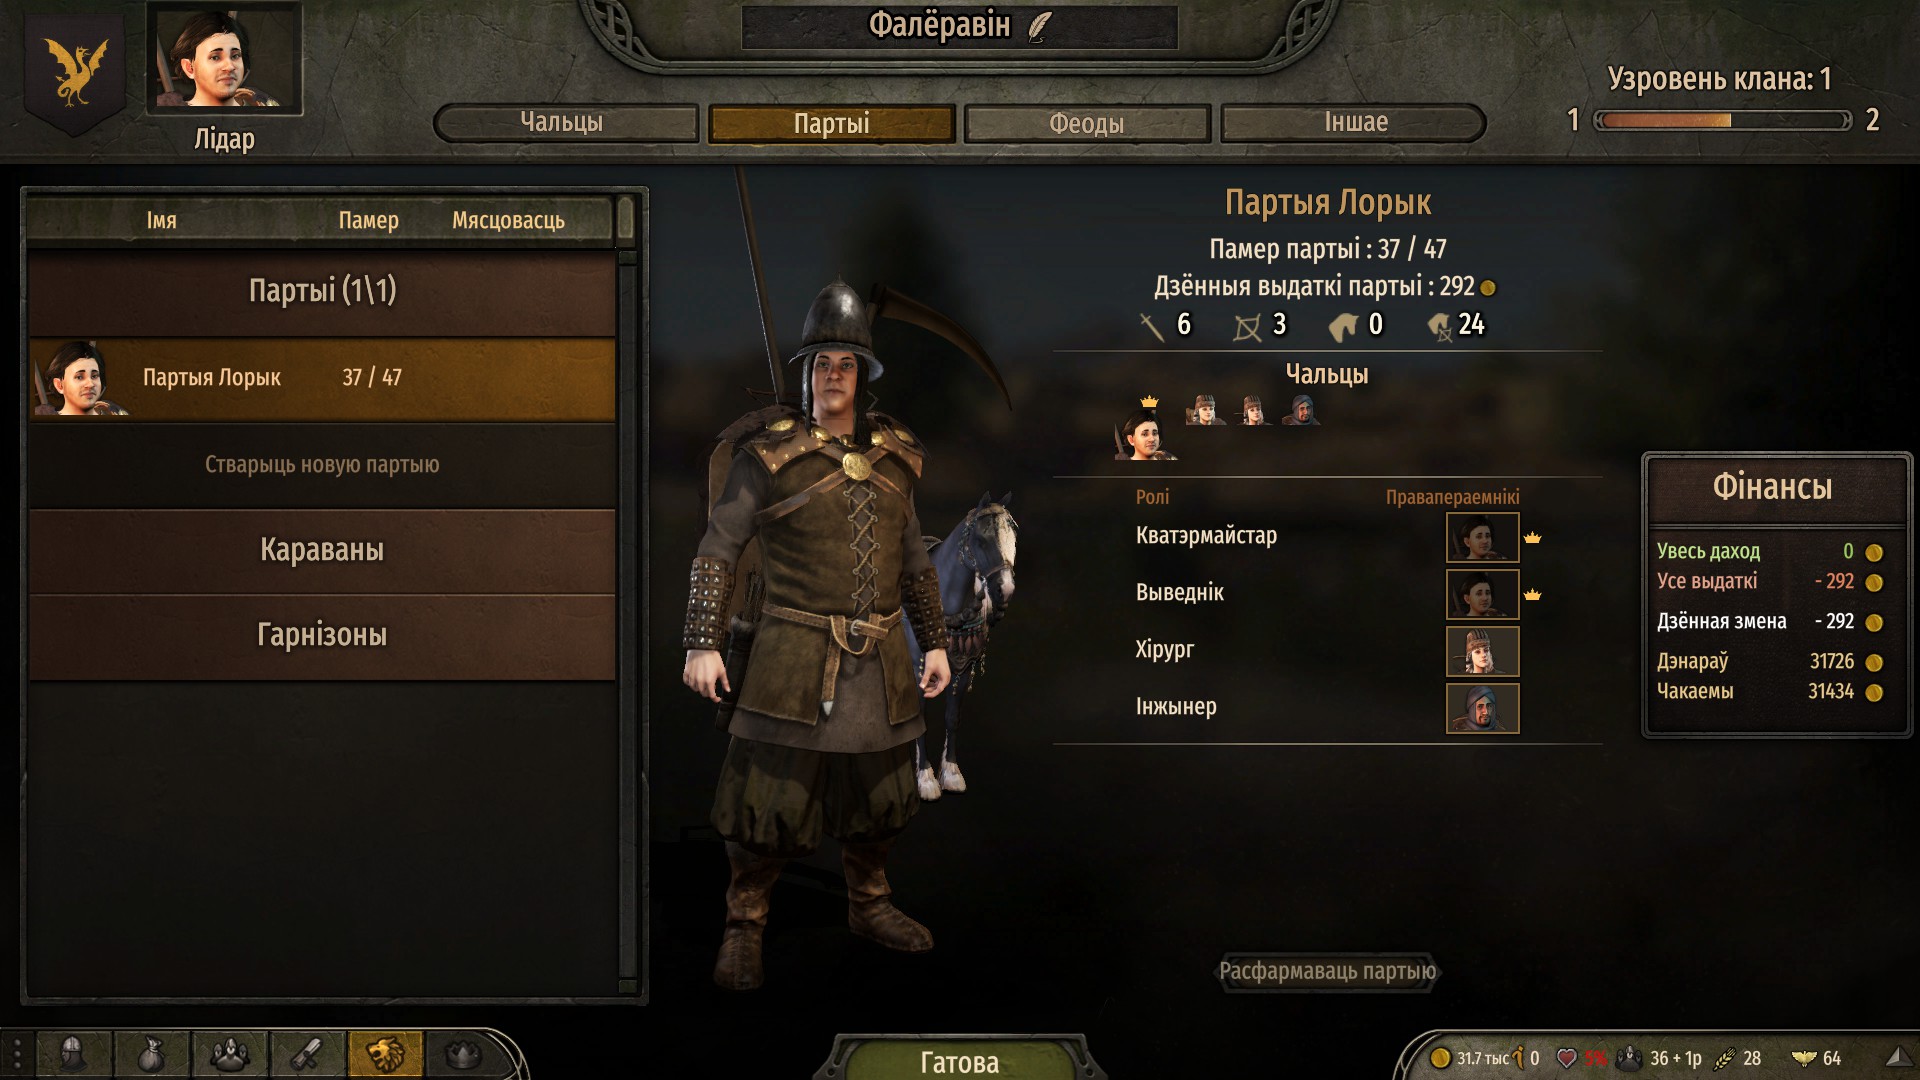 Фалёравін
Лідар
Чальцы
Партыі
Феоды
Іншае
Узровень клана: 1
1
2
Імя
Памер
Мясцовасць
Партыі (1\1)
Партыя Лорык
37 / 47
Стварыць новую партыю
Караваны
Гарнізоны
Партыя Лорык
Памер партыі : 37 / 47
Дзённыя выдаткі партыі : 292
6
3
0
24
Чальцы
Ролі
Правапераемнікі
Кватэрмайстар
Выведнік
Хірург
Інжынер
Расфармаваць партыю
Фінансы
Увесь даход 0
Усе выдаткі - 292
Дзённая змена - 292
Дэнараў 31726
Чакаемы 31434
Гатова
31.7 тыс 0 5% 36 + 1р 28 64